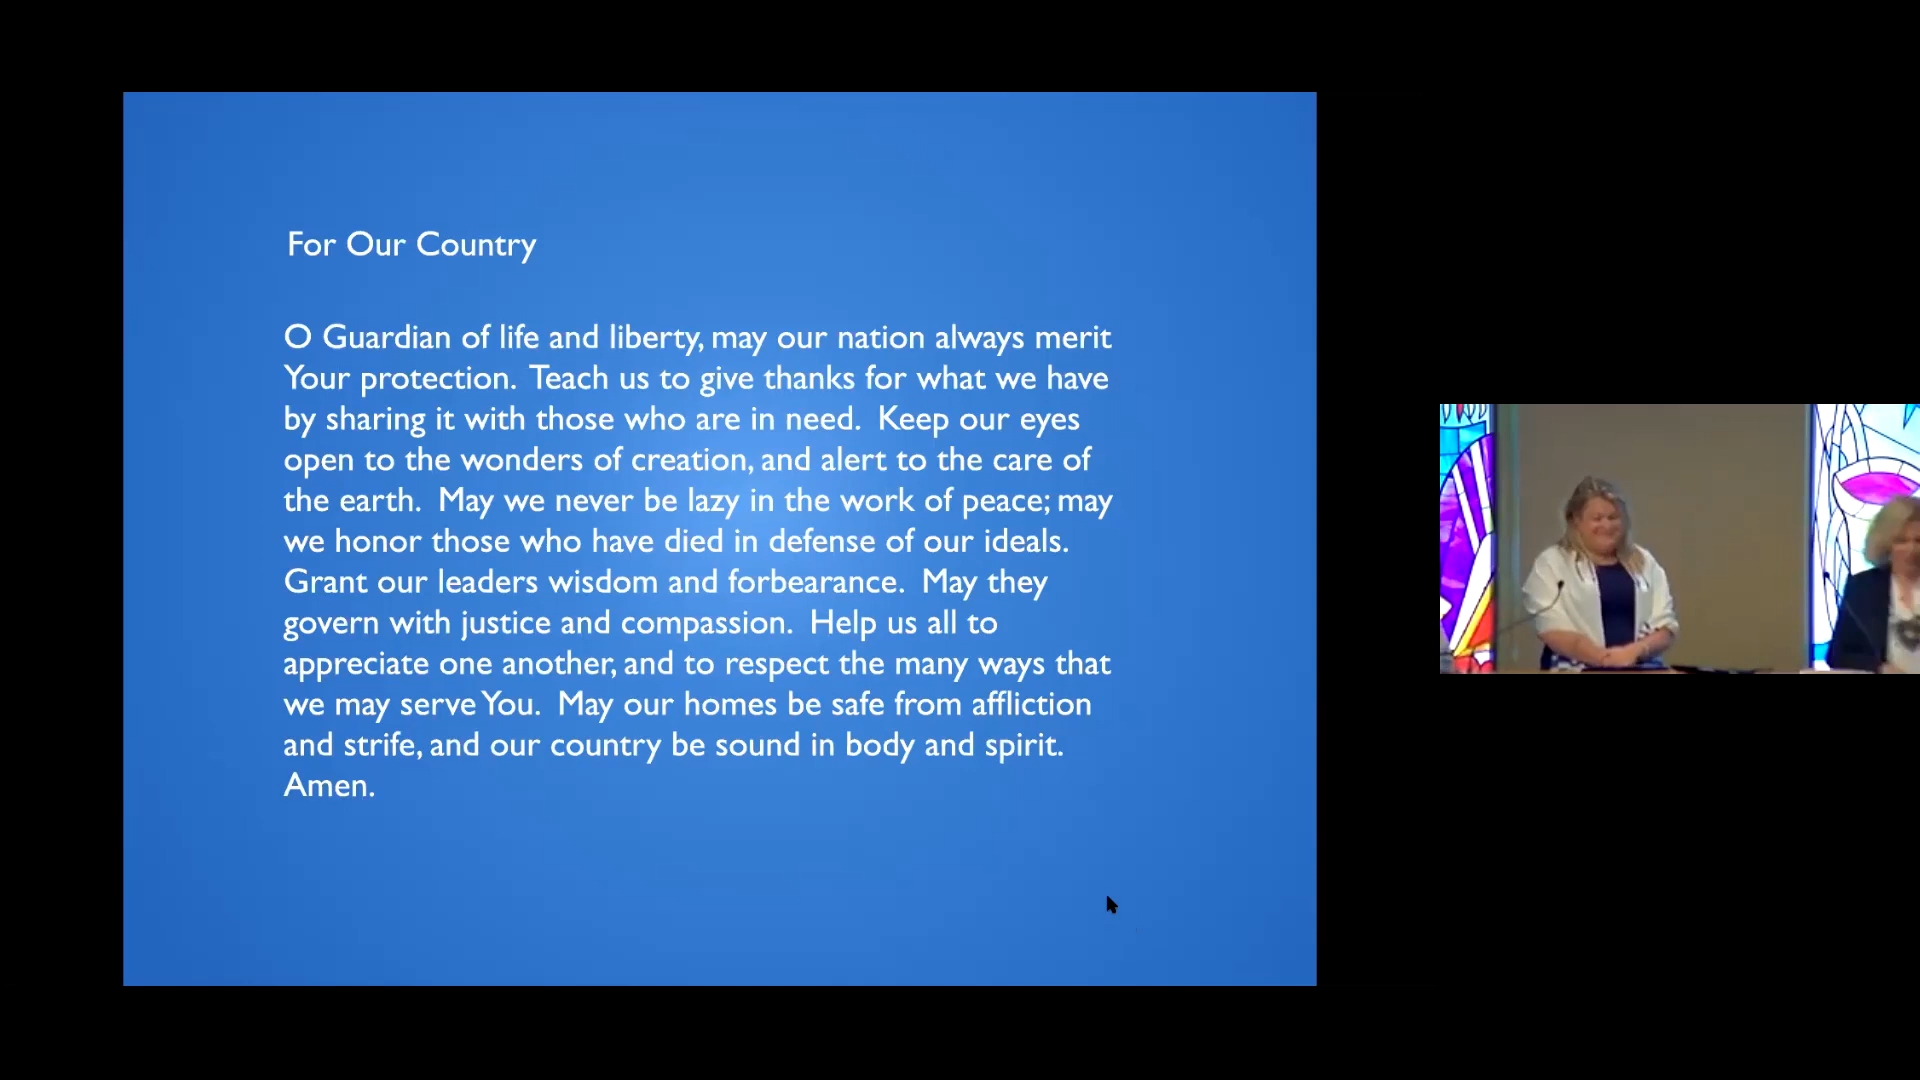 For Our Country
O Guardian of life and liberty, may our nation always merit
Your protection.  Teach us to give thanks for what we have
by sharing it with those who are in need.  Keep our eyes
open to the wonders of creation, and alert to the care of
the earth.  May we never be lazy in the work of peace; may
we honor those who have died in defense of our ideals.
Grant our leaders wisdom and forbearance.  May they
govern with justice and compassion.  Help us all to
appreciate one another, and to respect the many ways that
we may serve You.  May our homes be safe from affliction
and strife, and our country be sound in body and spirit.
Amen.